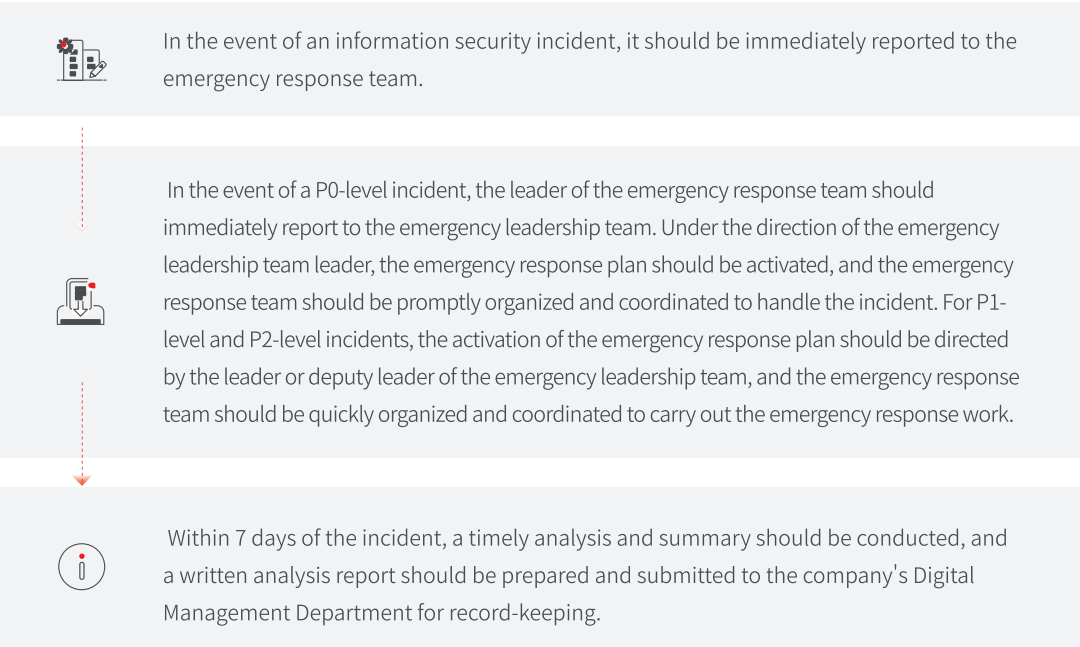 In the event of an information security incident, it should be immediately reported to the
emergency response team.
In the event of a P0-level incident, the leader of the emergency response team should
immediately report to the emergency leadership team. Under the direction of the emergency
leadership team leader, the emergency response plan should be activated, and the emergency
response team should be promptly organized and coordinated to handle the incident. For P1-
level and P2-level incidents, the activation of the emergency response plan should be directed
by the leader or deputy leader of the emergency leadership team, and the emergency response
team should be quickly organized and coordinated to carry out the emergency response work.
Within 7 days of the incident, a timely analysis and summary should be conducted, and
a written analysis report should be prepared and submitted to the company's Digital
Management Department for record-keeping.